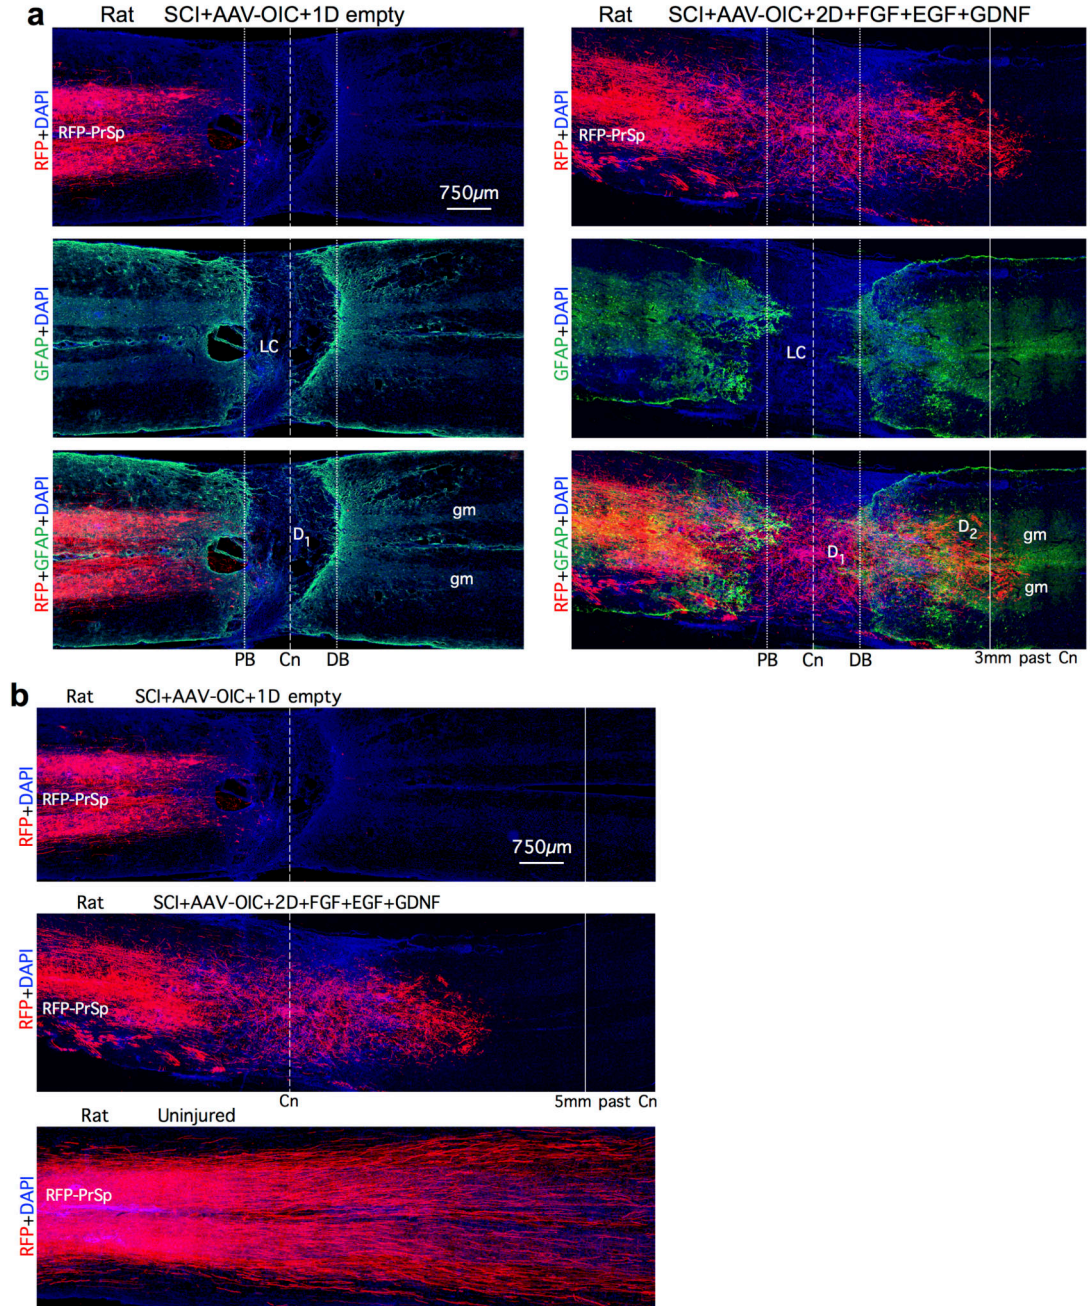 a
Rat SCI+AAV-OIC+1D empty
Rat SCI+AAV-OIC+2D+FGF+EGF+GDNF
RFP+DAPI
RFP-PrSp
750µm
RFP+DAPI
RFP-PrSp
GFAP+DAPI
LC
GFAP+DAPI
LC
RFP+GFAP+DAPI
D1
gm
gm
RFP+GFAP+DAPI
D1
D2
gm
gm
PB Cn DB
PB Cn DB 3mm past Cn
b
Rat SCI+AAV-OIC+1D empty
RFP+DAPI
RFP-PrSp
750µm
Rat SCI+AAV-OIC+2D+FGF+EGF+GDNF
RFP+DAPI
RFP-PrSp
Cn 5mm past Cn
Rat Uninjured
RFP+DAPI
RFP-PrSp